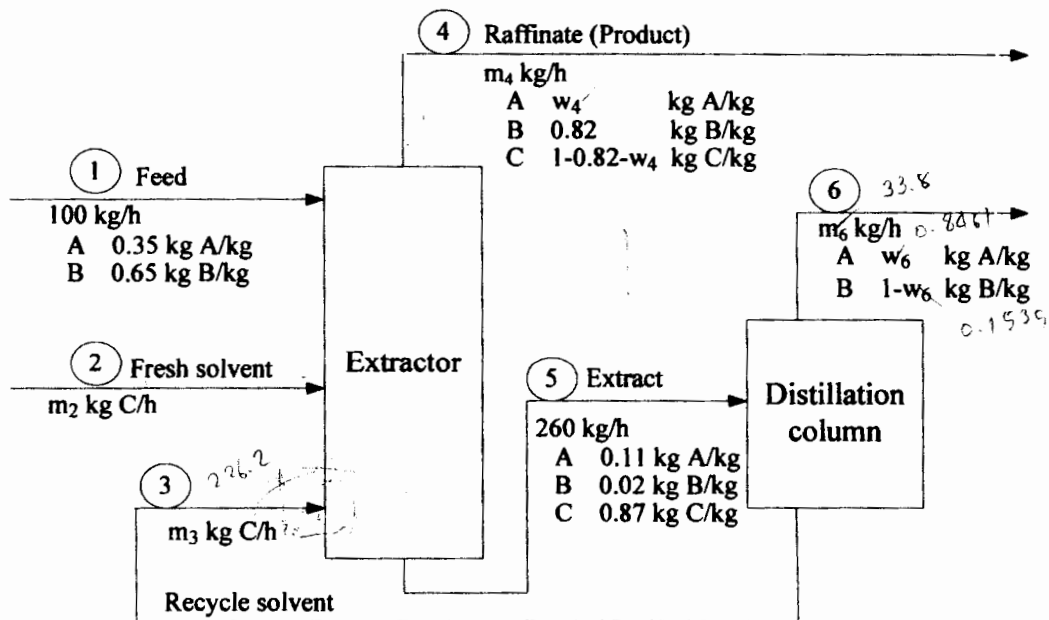 4 Raffinate (Product)
m4 kg/h
A w4 kg A/kg
B 0.82 kg B/kg
C 1-0.82-w4 kg C/kg
1 Feed
100 kg/h
A 0.35 kg A/kg
B 0.65 kg B/kg
2 Fresh solvent
m2 kg C/h
3 226.2
m3 kg C/h
Recycle solvent
Extractor
5 Extract
260 kg/h
A 0.11 kg A/kg
B 0.02 kg B/kg
C 0.87 kg C/kg
6 33.8
m6 kg/h 0.8461
A w6 kg A/kg
B 1-w6 kg B/kg
Distillation
column